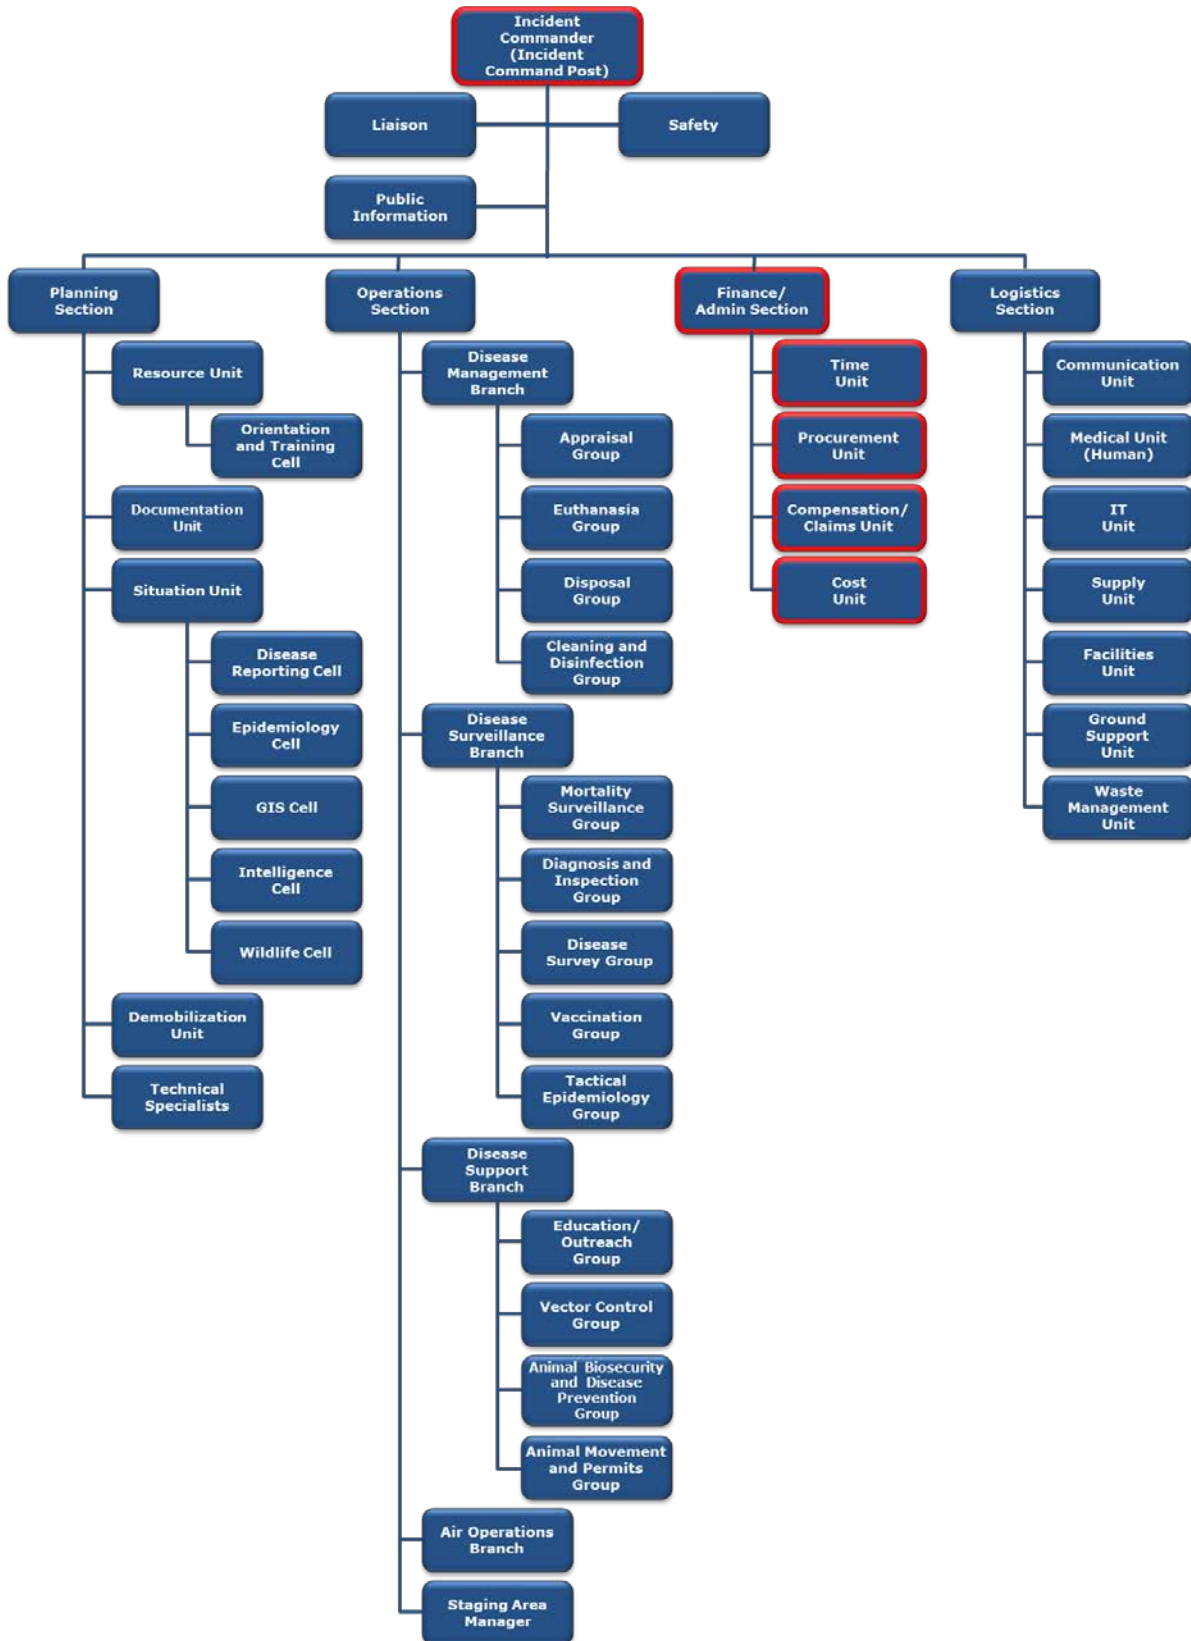 Incident
Commander
(Incident
Command Post)
Liaison
Safety
Public
Information
Planning
Section
Operations
Section
Finance/
Admin Section
Logistics
Section
Resource Unit
Orientation
and Training
Cell
Documentation
Unit
Situation Unit
Disease
Reporting Cell
Epidemiology
Cell
GIS Cell
Intelligence
Cell
Wildlife Cell
Demobilization
Unit
Technical
Specialists
Disease
Management
Branch
Appraisal
Group
Euthanasia
Group
Disposal
Group
Cleaning and
Disinfection
Group
Disease
Surveillance
Branch
Mortality
Surveillance
Group
Diagnosis and
Inspection
Group
Disease
Survey Group
Vaccination
Group
Tactical
Epidemiology
Group
Disease
Support
Branch
Education/
Outreach
Group
Vector Control
Group
Animal Biosecurity
and Disease
Prevention
Group
Animal Movement
and Permits
Group
Air Operations
Branch
Staging Area
Manager
Time
Unit
Procurement
Unit
Compensation/
Claims Unit
Cost
Unit
Communication
Unit
Medical Unit
(Human)
IT
Unit
Supply
Unit
Facilities
Unit
Ground
Support
Unit
Waste
Management
Unit